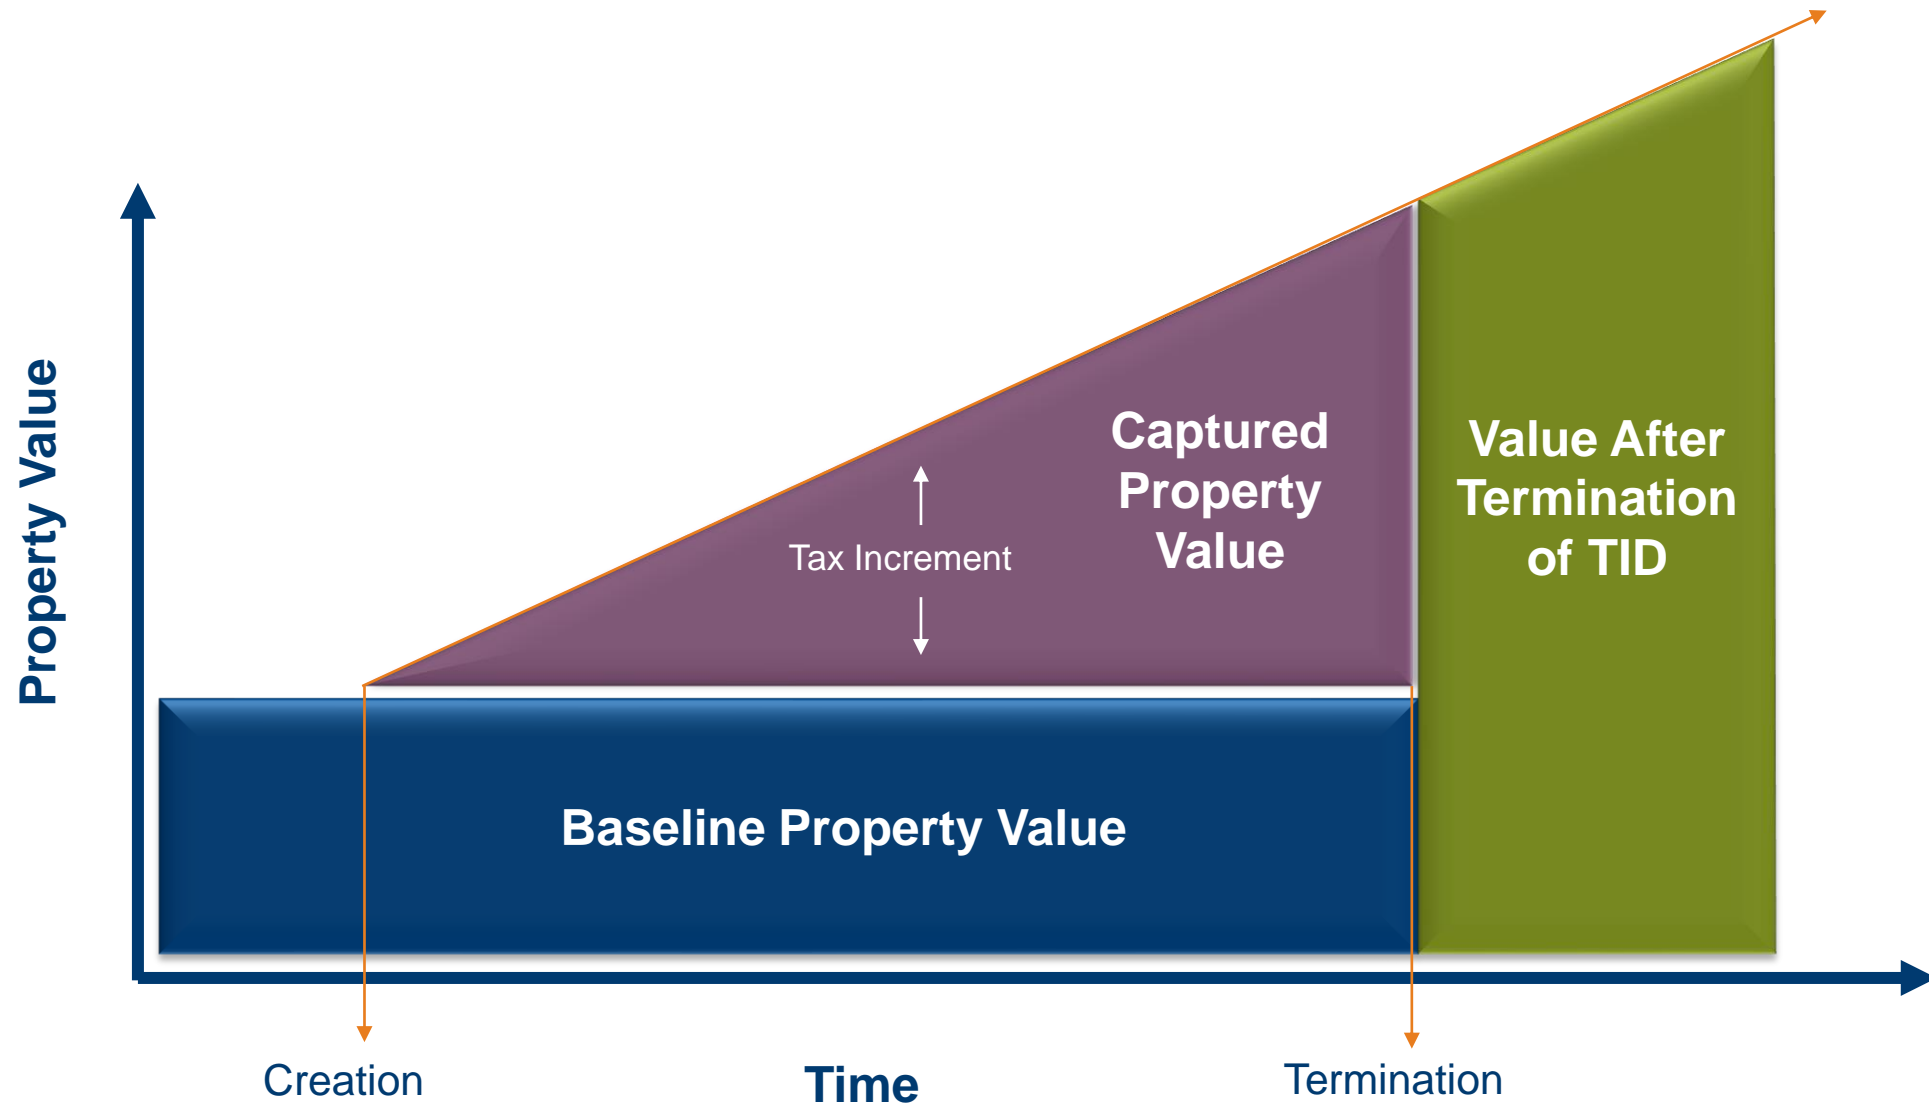 Property Value
Captured
Property
Value
Tax Increment
Value After
Termination
of TID
Baseline Property Value
Creation
Time
Termination